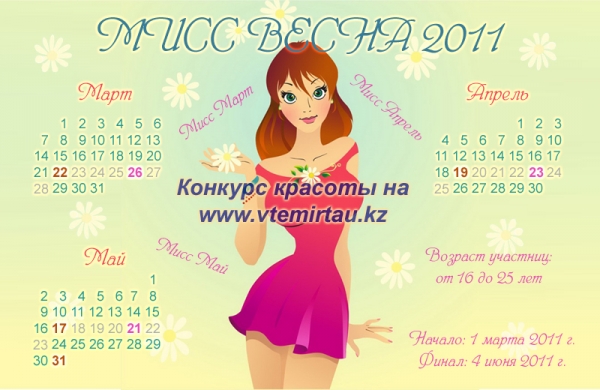 МИСС ВЕСНА 2011
Март
1 2 3 4 5 6
7 8 9 10 11 12 13
14 15 16 17 18 19 20
21 22 23 24 25 26 27
28 29 30 31
Мисс Март
Мисс Апрель
Апрель
1 2 3
4 5 6 7 8 9 10
11 12 13 14 15 16 17
18 19 20 21 22 23 24
25 26 27 28 29 30
Конкурс красоты на
www.vtemirtau.kz
Май
1
2 3 4 5 6 7 8
9 10 11 12 13 14 15
16 17 18 19 20 21 22
23 24 25 26 27 28 29
30 31
Мисс Май
Возраст участниц:
от 16 до 25 лет
Начало: 1 марта 2011 г.
Финал: 4 июня 2011 г.